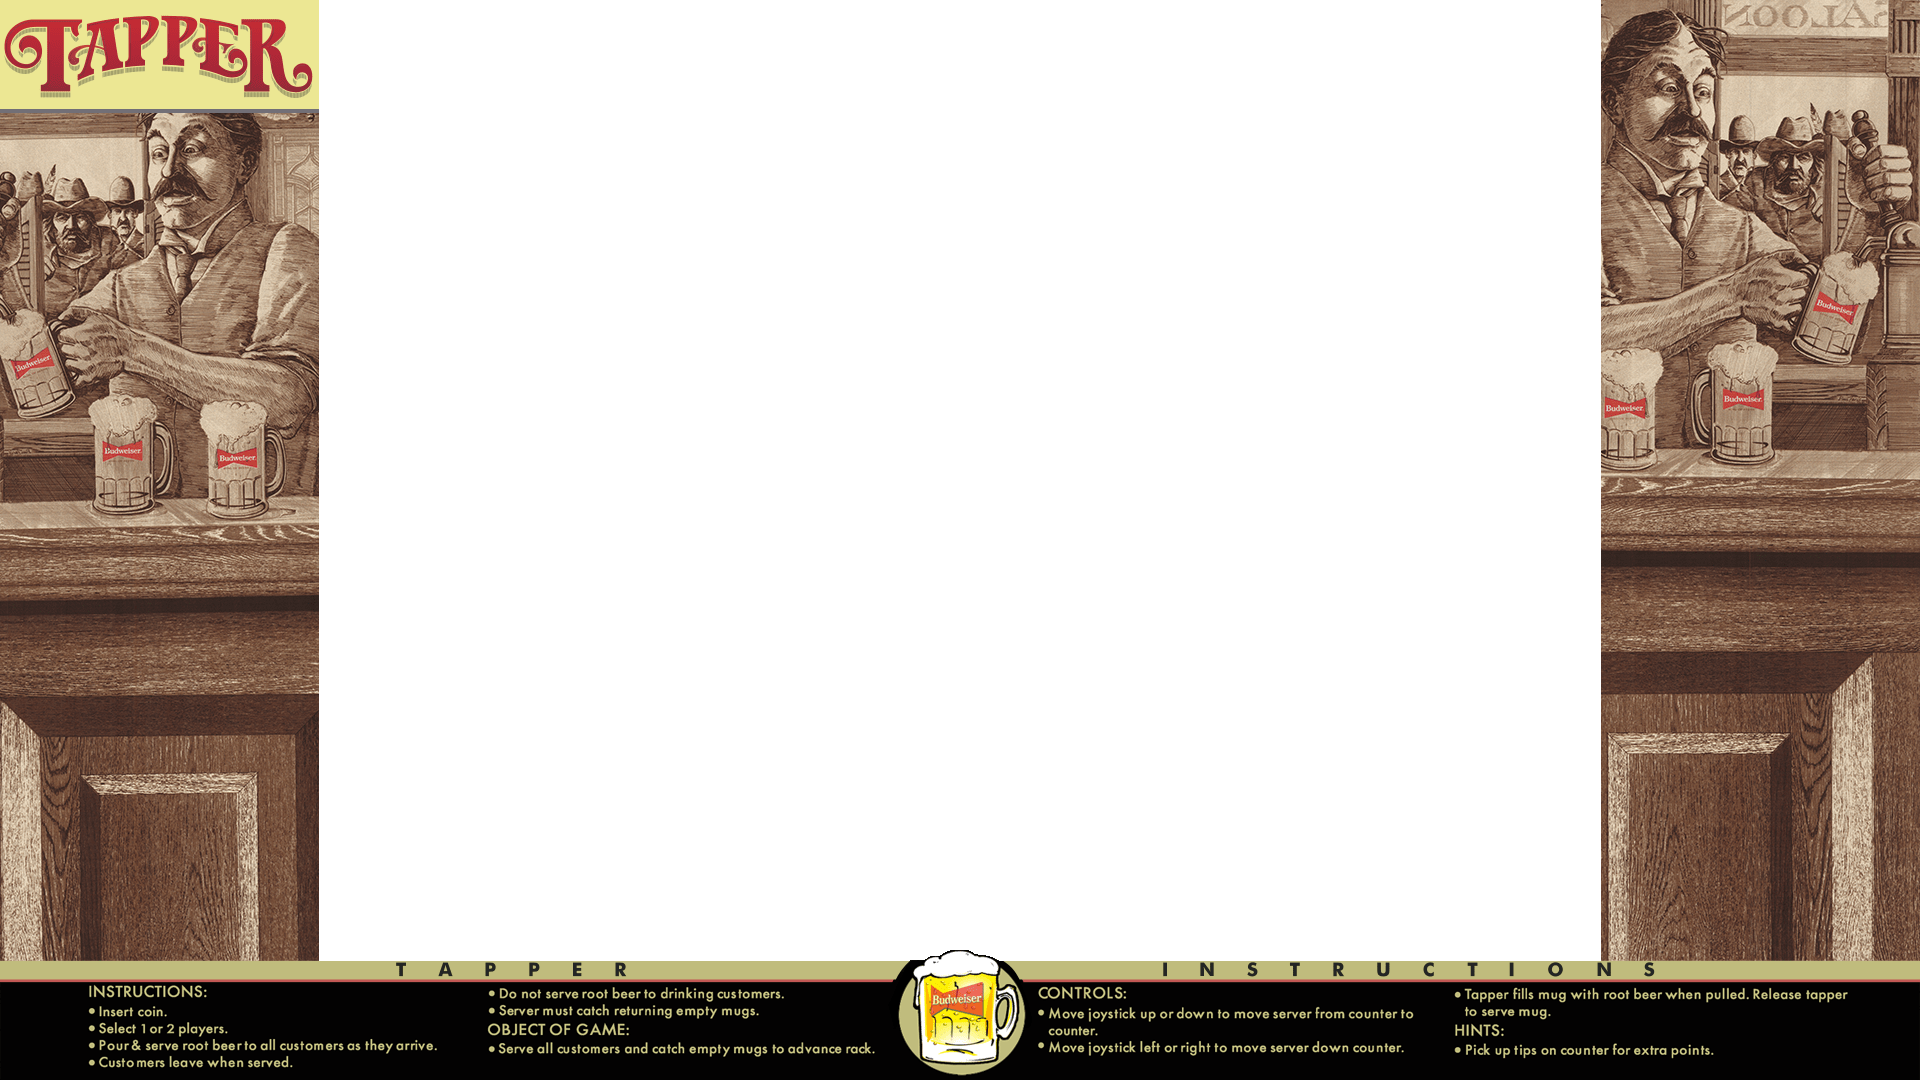 TAPPER
SALOON
Budweiser
Budweiser
Budweiser
Budweiser
Budweiser
Budweiser
TAPPER
INSTRUCTIONS
INSTRUCTIONS:
• Insert coin.
• Select 1 or 2 players.
• Pour & serve root beer to all customers as they arrive.
• Customers leave when served.
• Do not serve root beer to drinking customers.
• Server must catch returning empty mugs.
OBJECT OF GAME:
• Serve all customers and catch empty mugs to advance rack.
Budweiser
CONTROLS:
• Move joystick up or down to move server from counter to
counter.
• Move joystick left or right to move server down counter.
• Tapper fills mug with root beer when pulled. Release tapper
to serve mug.
HINTS:
• Pick up tips on counter for extra points.